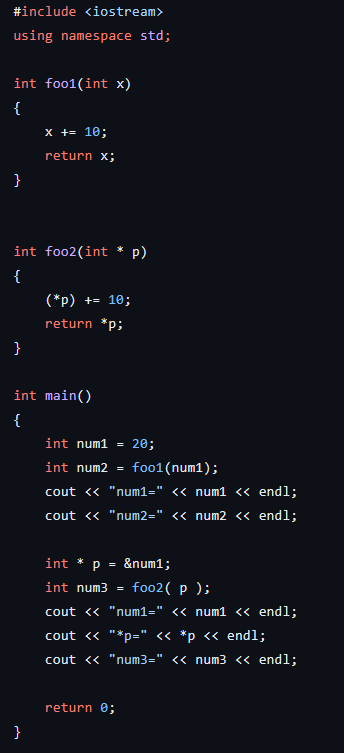 #include <iostream>
using namespace std;
int foo1(int x)
{
    x += 10;
    return x;
}
int foo2(int * p)
{
    (*p) += 10;
    return *p;
}
int main()
{
    int num1 = 20;
    int num2 = foo1(num1);
    cout << "num1=" << num1 << endl;
    cout << "num2=" << num2 << endl;
    int * p = &num1;
    int num3 = foo2( p );
    cout << "num1=" << num1 << endl;
    cout << "*p=" << *p << endl;
    cout << "num3=" << num3 << endl;
    return 0;
}